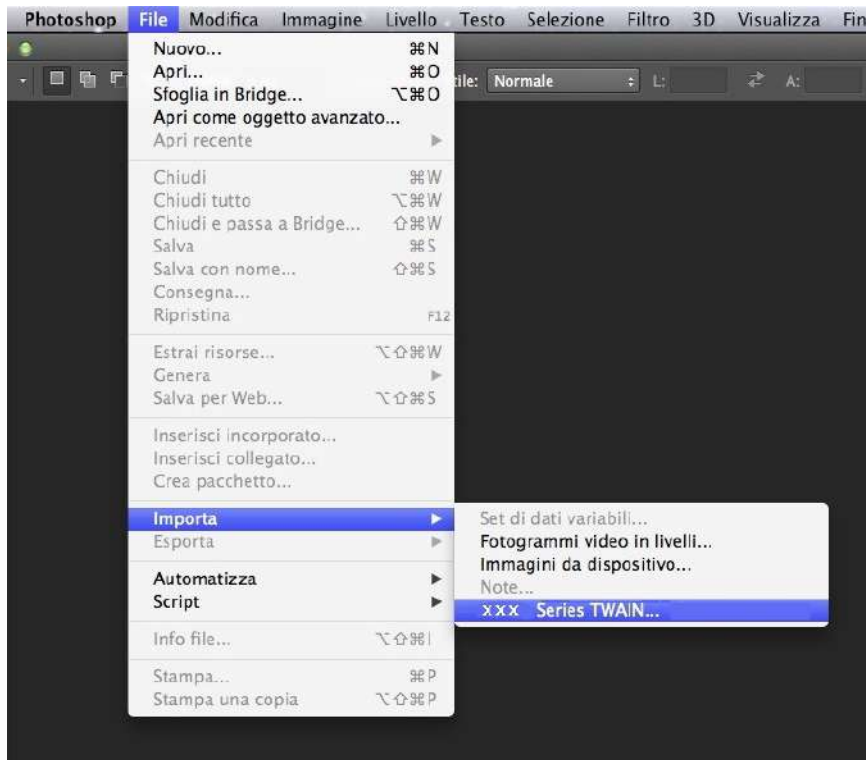 Photoshop File Modifica Immagine Livello Testo Selezione Filtro 3D Visualizza Fin
tile: Normale L: A:
Nuovo... ⌘N
Apri... ⌘O
Sfoglia in Bridge... ⌥⌘O
Apri come oggetto avanzato...
Apri recente
Chiudi ⌘W
Chiudi tutto ⌥⌘W
Chiudi e passa a Bridge... ⇧⌘W
Salva ⌘S
Salva con nome... ⇧⌘S
Consegna...
Ripristina F12
Estrai risorse... ⌥⇧⌘W
Genera
Salva per Web... ⌥⇧⌘S
Inserisci incorporato...
Inserisci collegato...
Crea pacchetto...
Importa
Esporta
Automatizza
Script
Info file... ⌥⇧⌘I
Stampa... ⌘P
Stampa una copia ⌥⇧⌘P
Set di dati variabili...
Fotogrammi video in livelli...
Immagini da dispositivo...
Note...
xxx Series TWAIN...